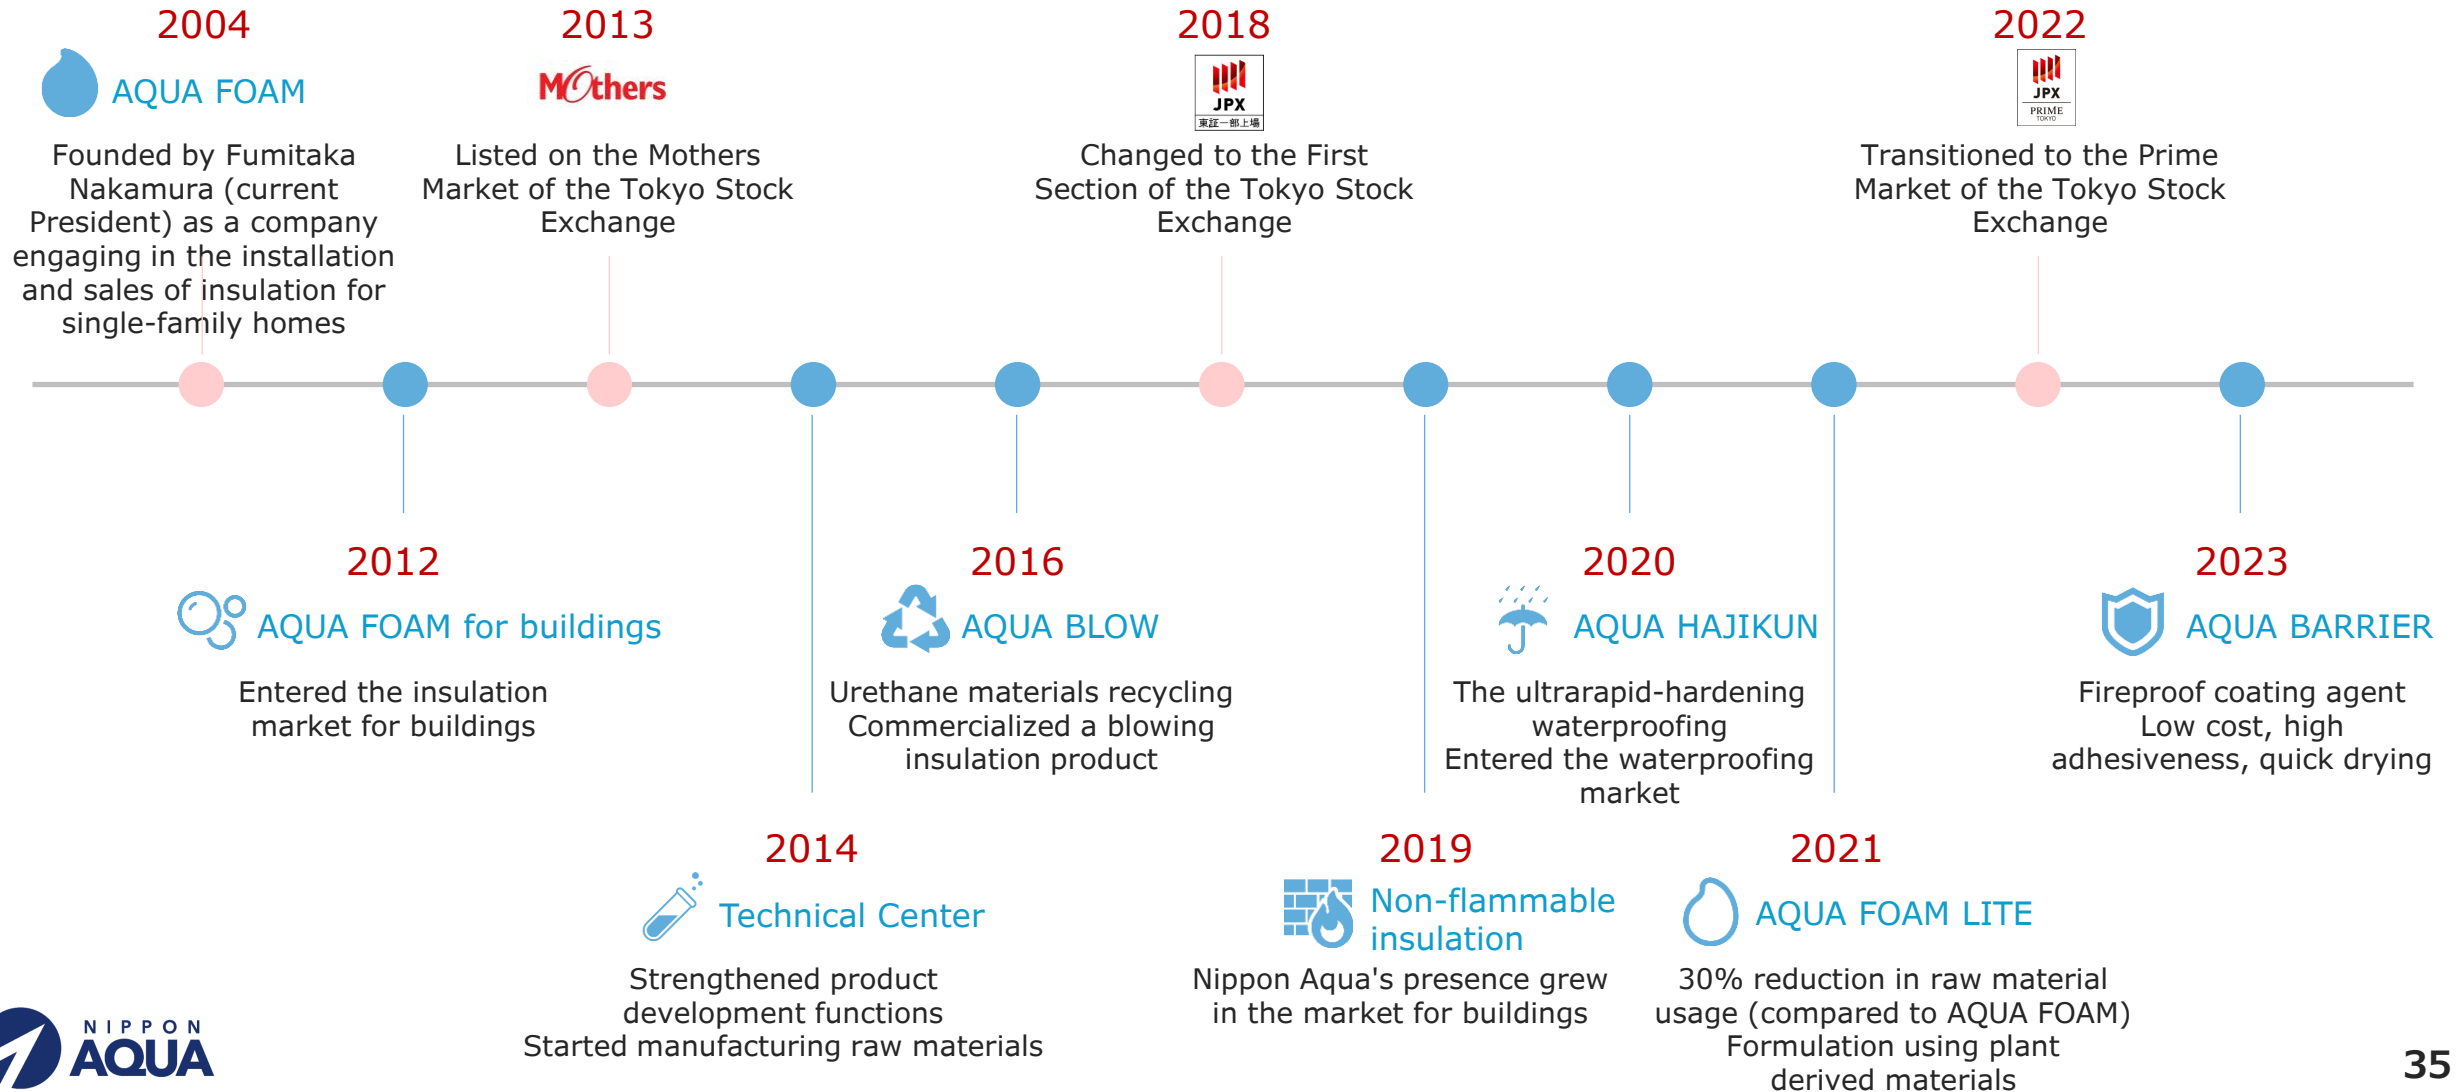 2004
AQUA FOAM
Founded by Fumitaka
Nakamura (current
President) as a company
engaging in the installation
and sales of insulation for
single-family homes
2013
Mothers
Listed on the Mothers
Market of the Tokyo Stock
Exchange
2018
JPX
東証一部上場
Changed to the First
Section of the Tokyo Stock
Exchange
2022
JPX
PRIME
TOKYO
Transitioned to the Prime
Market of the Tokyo Stock
Exchange
2012
AQUA FOAM for buildings
Entered the insulation
market for buildings
2016
AQUA BLOW
Urethane materials recycling
Commercialized a blowing
insulation product
2020
AQUA HAJIKUN
The ultrarapid-hardening
waterproofing
Entered the waterproofing
market
2023
AQUA BARRIER
Fireproof coating agent
Low cost, high
adhesiveness, quick drying
2014
Technical Center
Strengthened product
development functions
Started manufacturing raw materials
2019
Non-flammable
insulation
Nippon Aqua's presence grew
in the market for buildings
2021
AQUA FOAM LITE
30% reduction in raw material
usage (compared to AQUA FOAM)
Formulation using plant
derived materials
NIPPON
AQUA
35